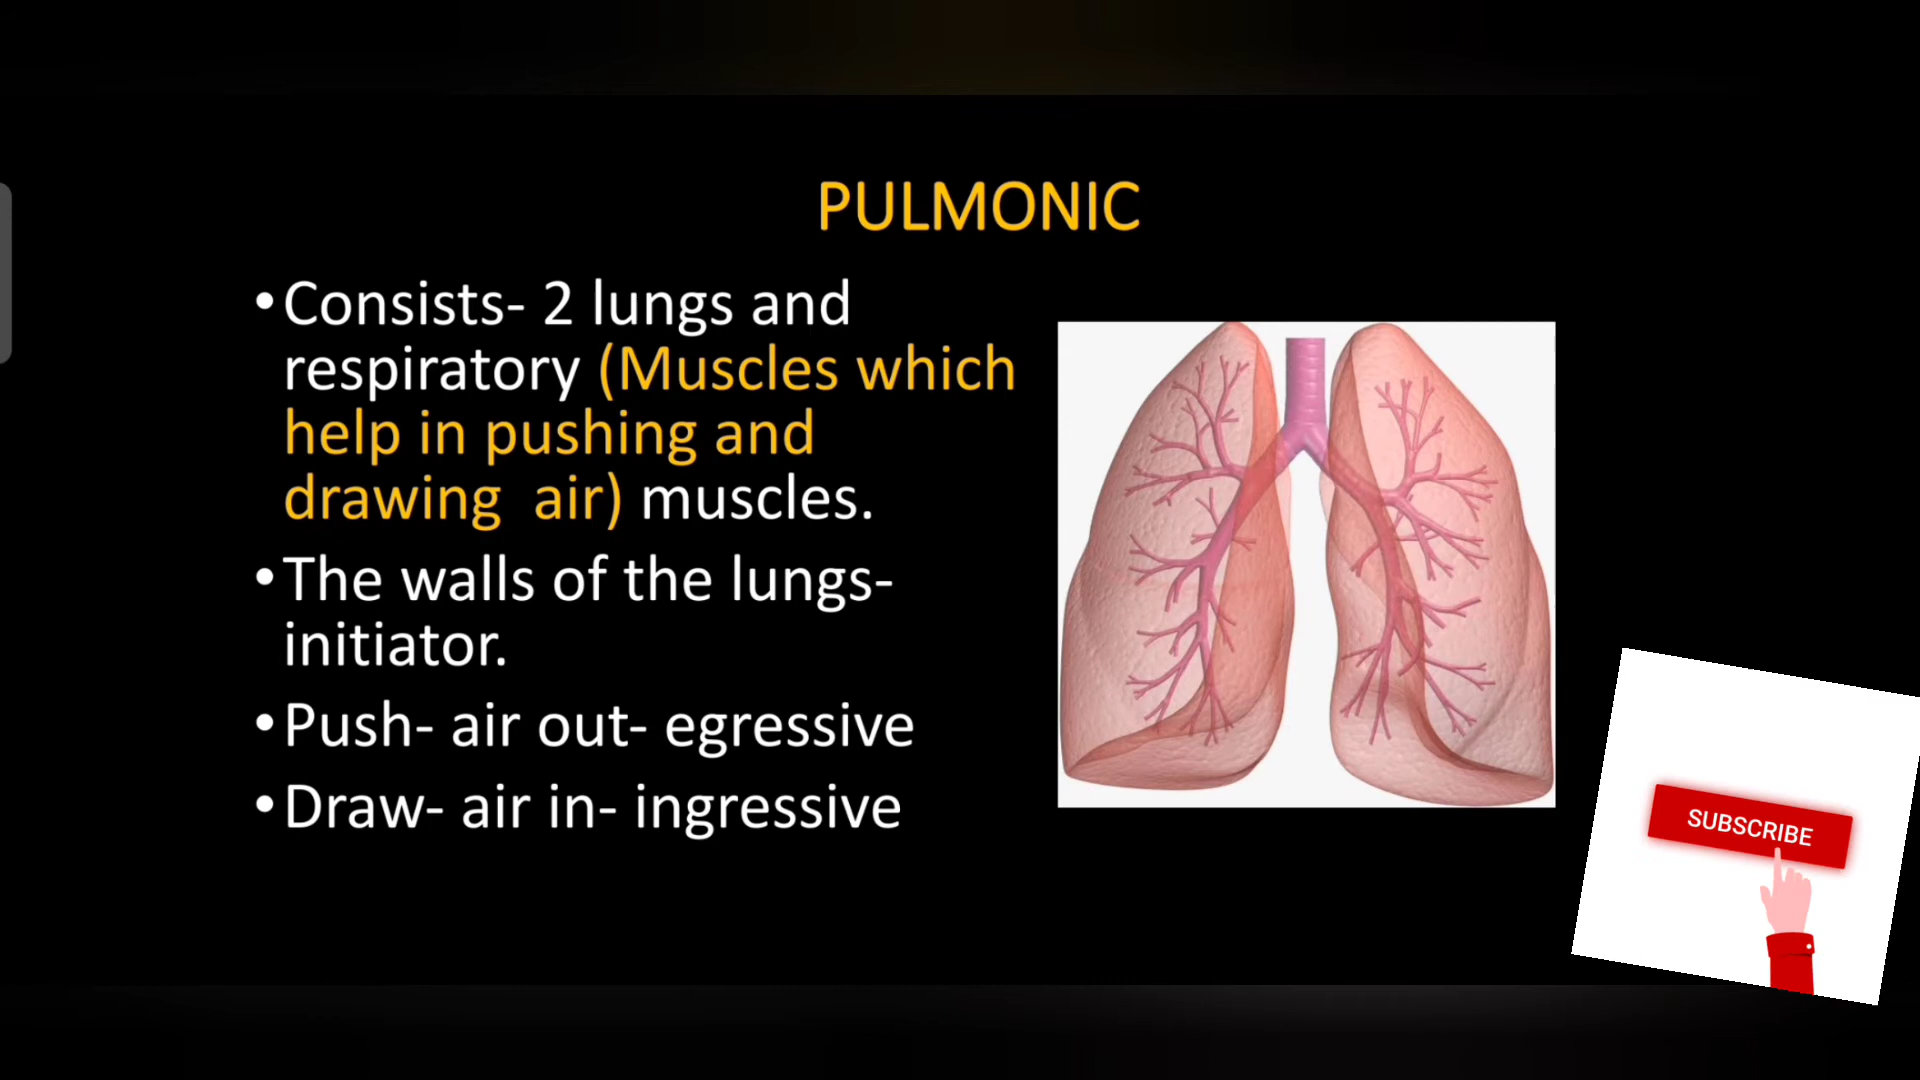 PULMONIC
•Consists- 2 lungs and
respiratory (Muscles which
help in pushing and
drawing  air) muscles.
•The walls of the lungs-
initiator.
•Push- air out- egressive
•Draw- air in- ingressive
SUBSCRIBE